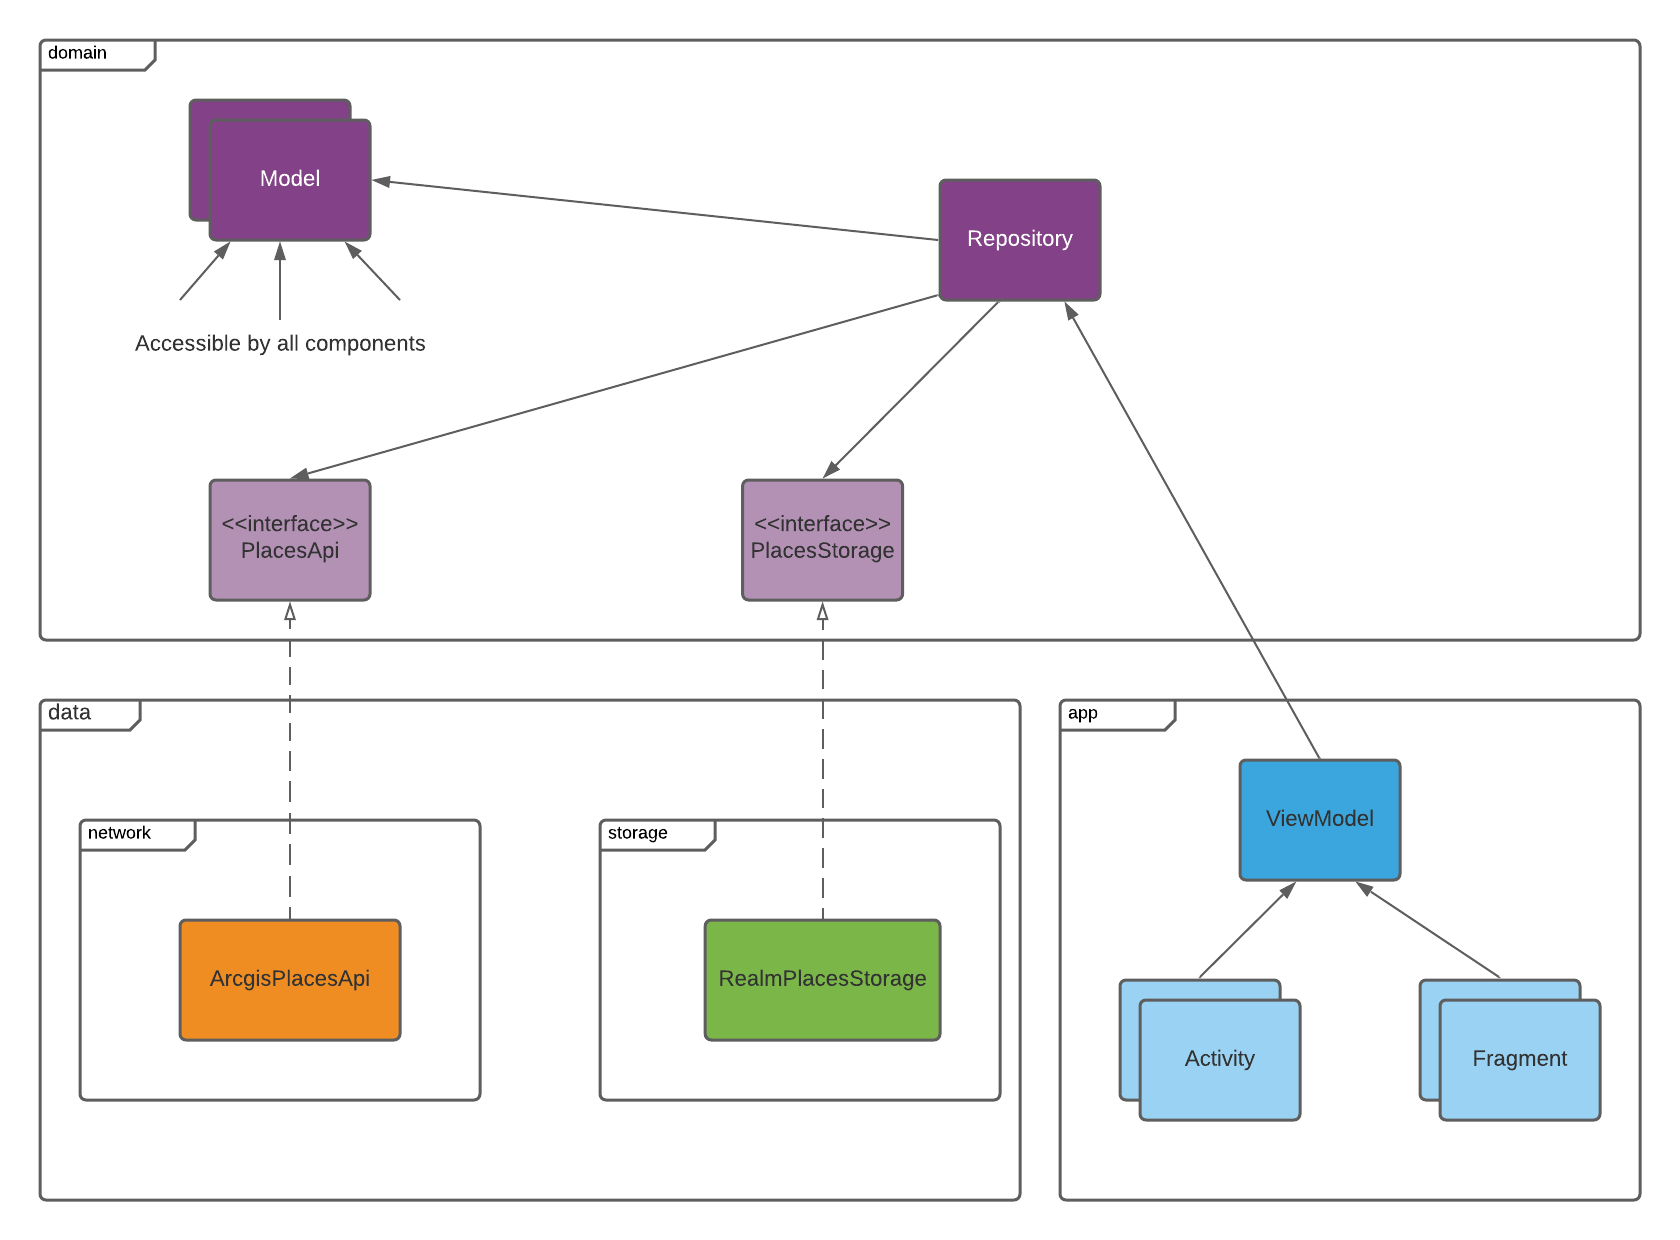 domain
Model
Repository
Accessible by all components
<<interface>>
PlacesApi
<<interface>>
PlacesStorage
data
app
network
storage
ViewModel
ArcgisPlacesApi
RealmPlacesStorage
Activity
Fragment